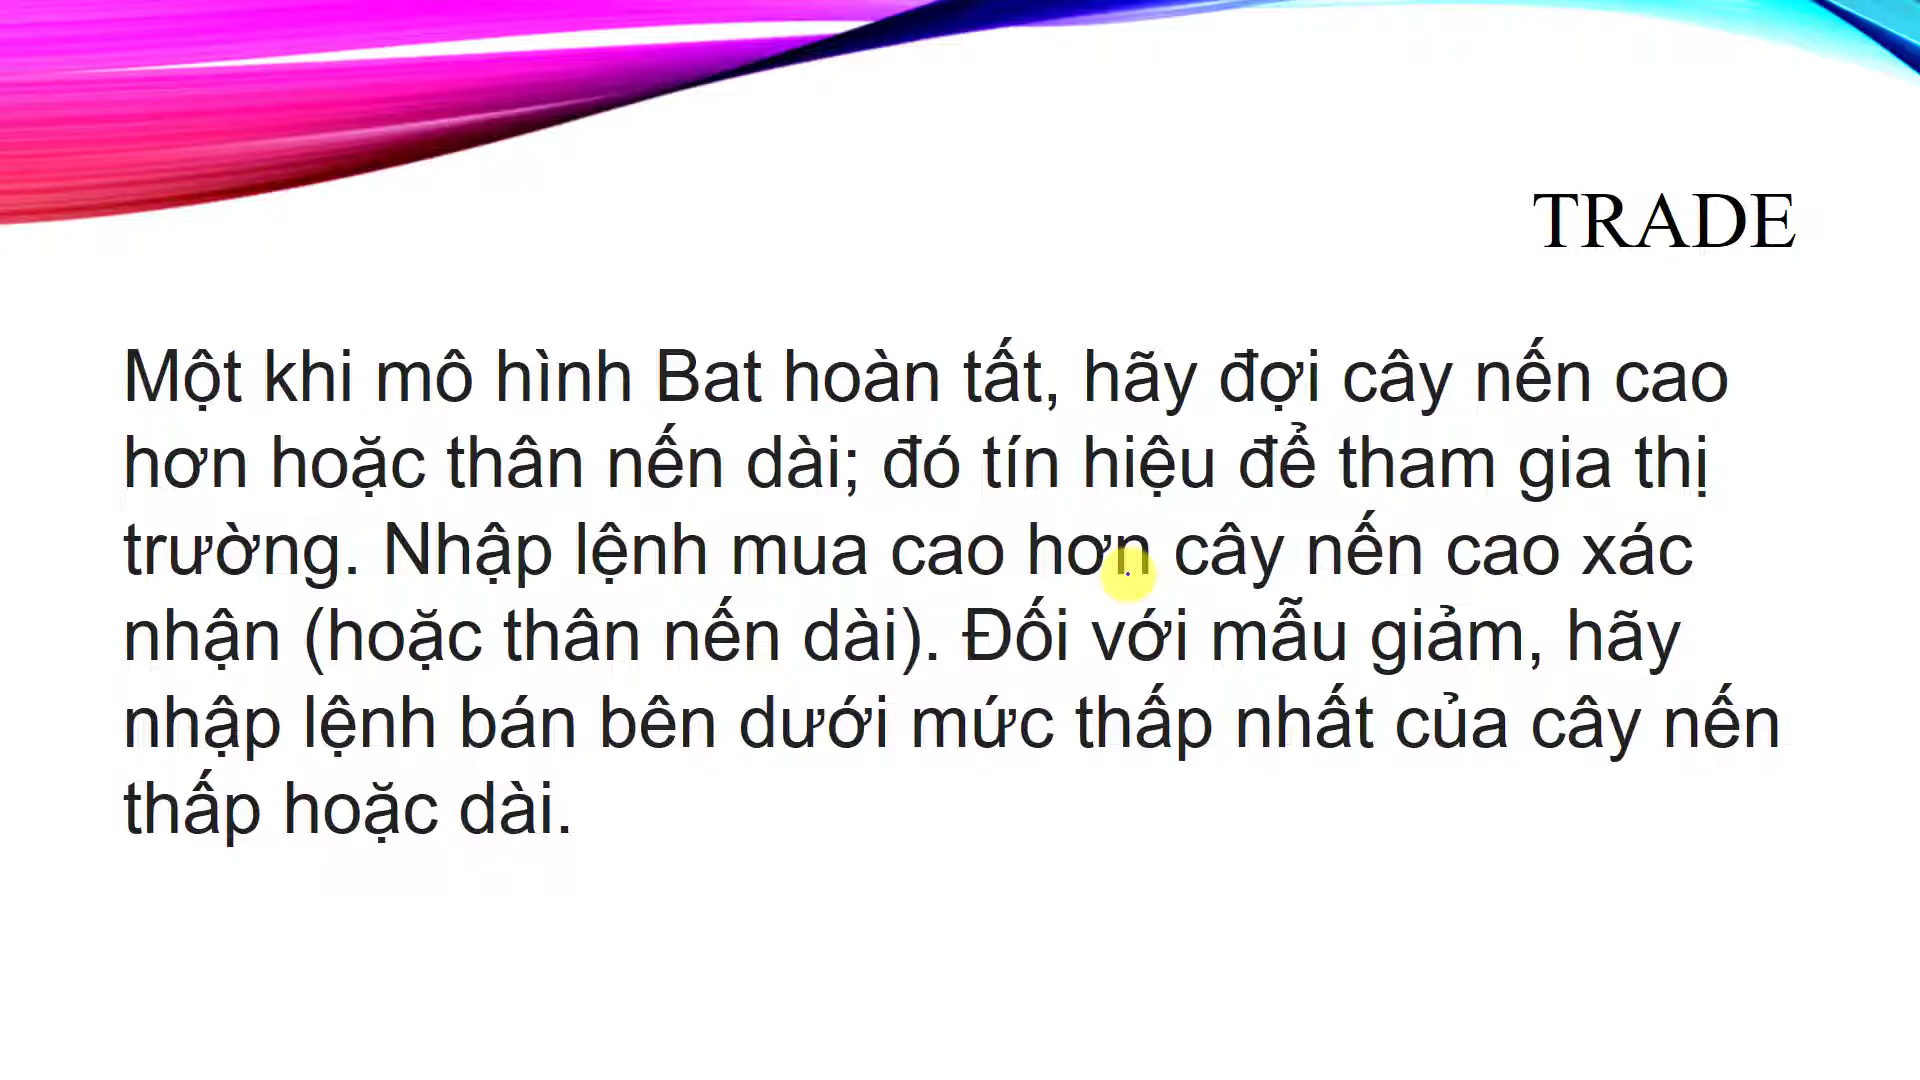 TRADE
Một khi mô hình Bat hoàn tất, hãy đợi cây nến cao
hơn hoặc thân nến dài; đó tín hiệu để tham gia thị
trường. Nhập lệnh mua cao hơn cây nến cao xác
nhận (hoặc thân nến dài). Đối với mẫu giảm, hãy
nhập lệnh bán bên dưới mức thấp nhất của cây nến
thấp hoặc dài.